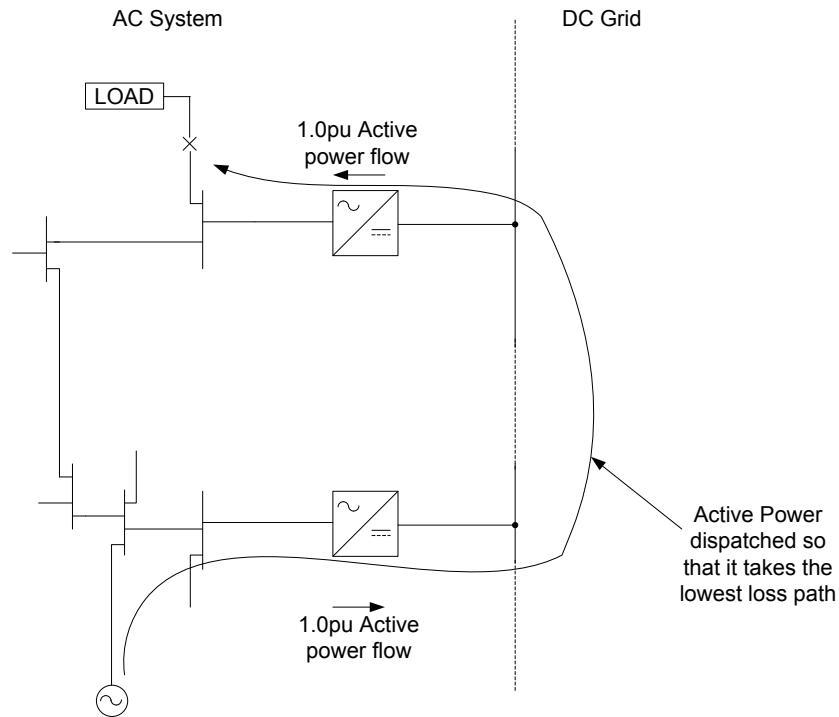 AC System
DC Grid
LOAD
1.0pu Active
power flow
Active Power
dispatched so
that it takes the
lowest loss path
1.0pu Active
power flow